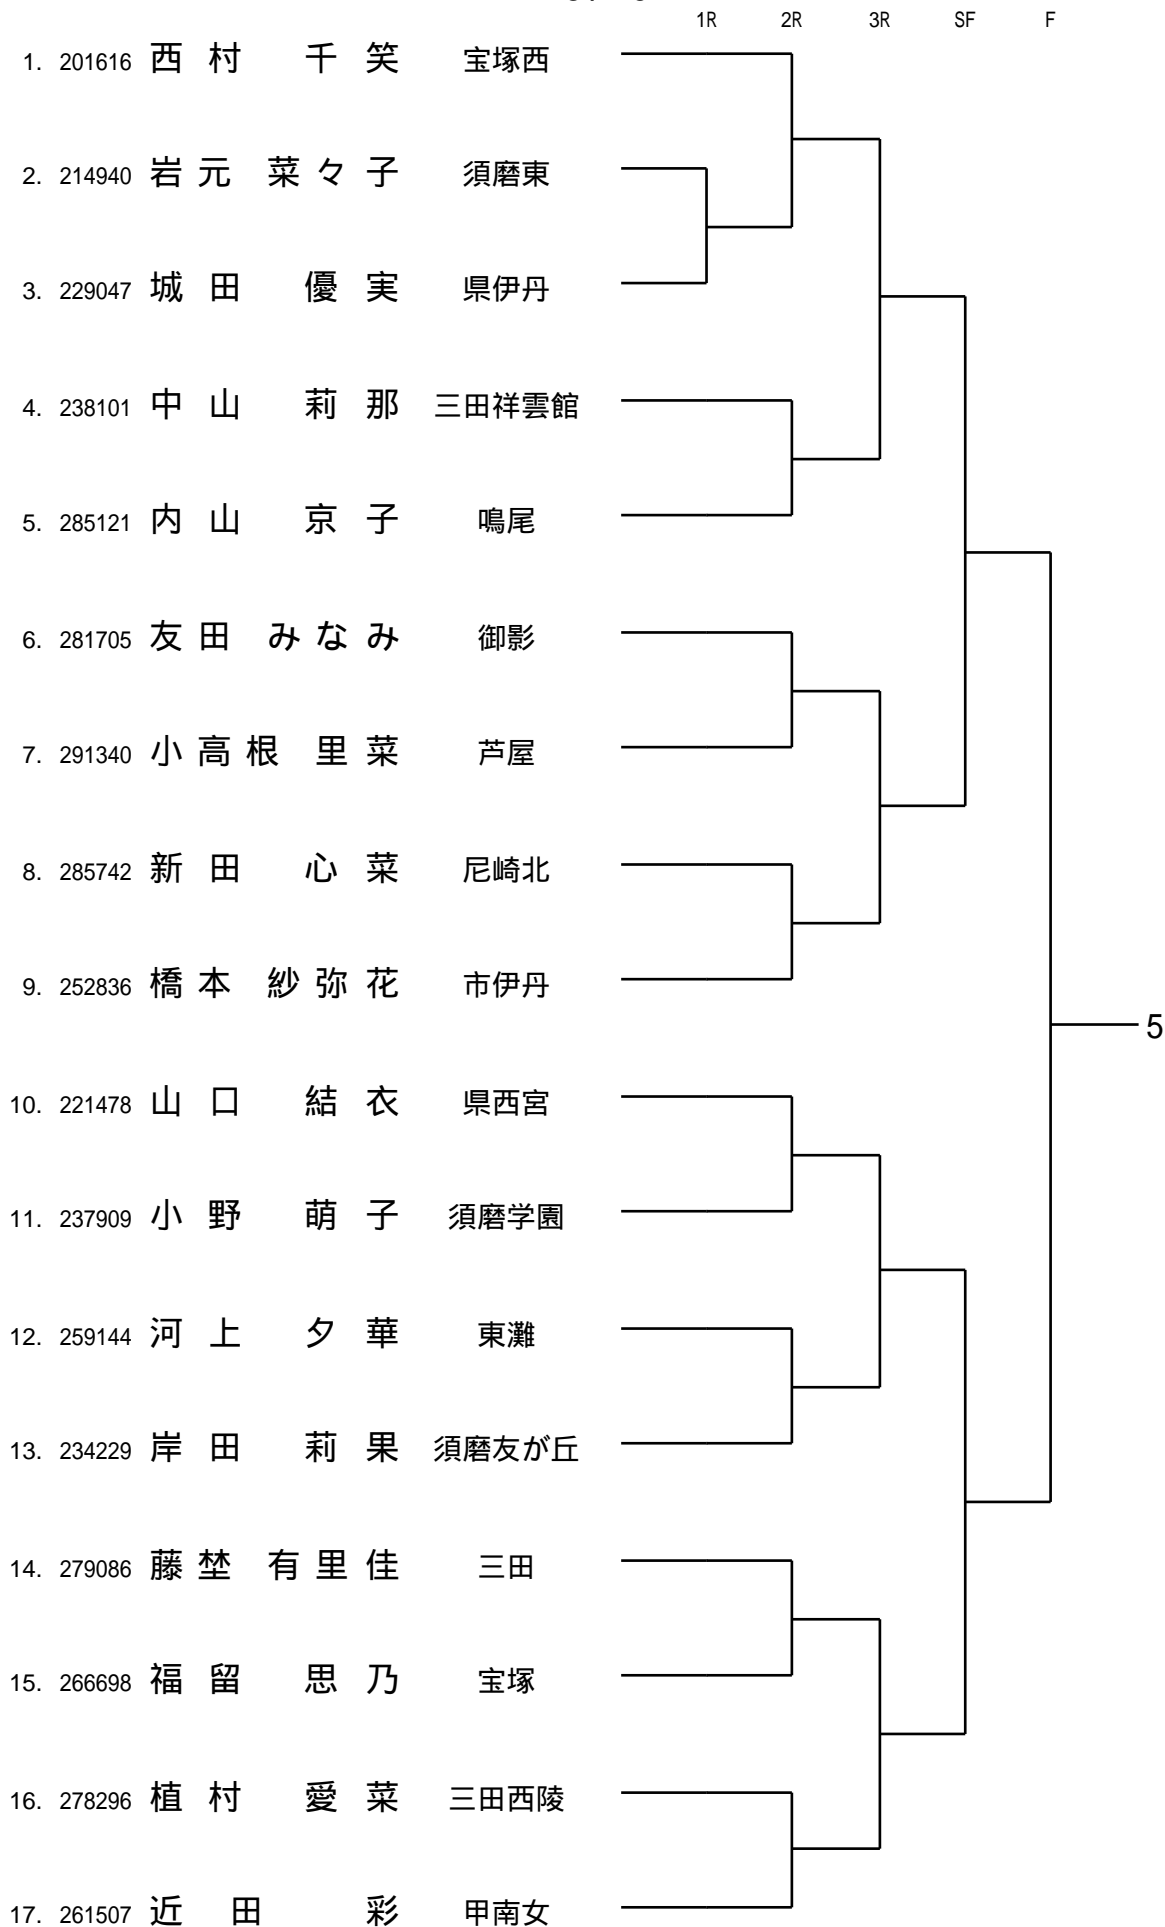 1R 2R 3R SF F
1. 201616 西村 千笑 宝塚西
2. 214940 岩元 菜々子 須磨東
3. 229047 城田 優実 県伊丹
4. 238101 中山 莉那 三田祥雲館
5. 285121 内山 京子 鳴尾
6. 281705 友田 みなみ 御影
7. 291340 小高根 里菜 芦屋
8. 285742 新田 心菜 尼崎北
9. 252836 橋本 紗弥花 市伊丹
5
10. 221478 山口 結衣 県西宮
11. 237909 小野 萌子 須磨学園
12. 259144 河上 夕華 東灘
13. 234229 岸田 莉果 須磨友が丘
14. 279086 藤埜 有里佳 三田
15. 266698 福留 思乃 宝塚
16. 278296 植村 愛菜 三田西陵
17. 261507 近田 彩 甲南女